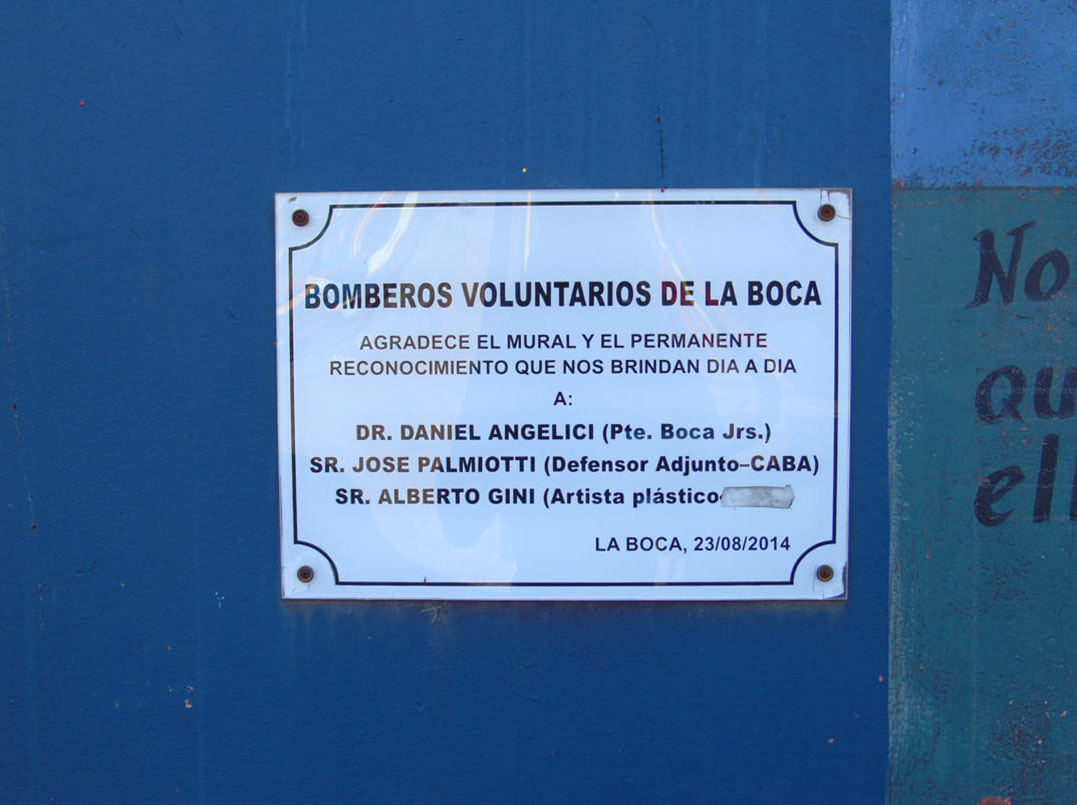 BOMBEROS VOLUNTARIOS DE LA BOCA
AGRADECE EL MURAL Y EL PERMANENTE
RECONOCIMIENTO QUE NOS BRINDAN DIA A DIA
A:
DR. DANIEL ANGELICI (Pte. Boca Jrs.)
SR. JOSE PALMIOTTI (Defensor Adjunto–CABA)
SR. ALBERTO GINI (Artista plástico-
LA BOCA, 23/08/2014
No
qu